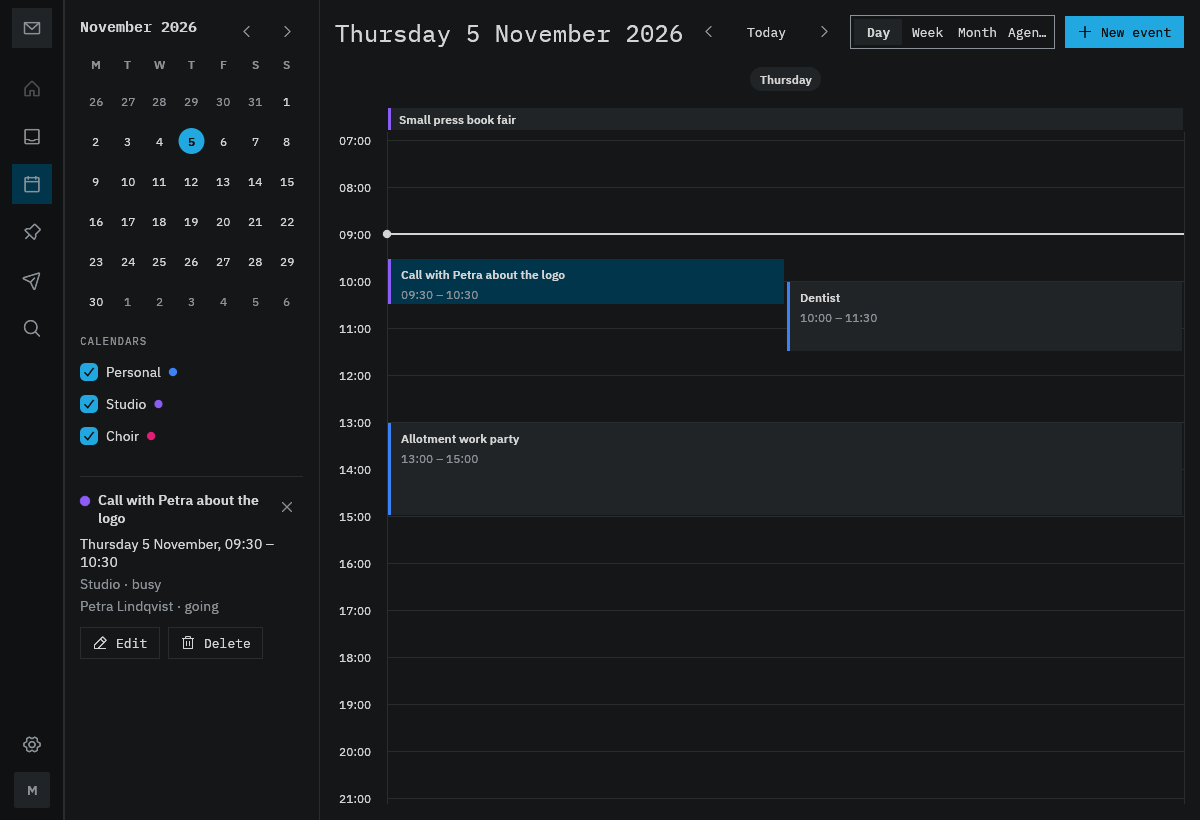 November 2026
M T W T F S S
26 27 28 29 30 31 1
2 3 4 5 6 7 8
9 10 11 12 13 14 15
16 17 18 19 20 21 22
23 24 25 26 27 28 29
30 1 2 3 4 5 6
CALENDARS
Personal
Studio
Choir
Call with Petra about the
logo
Thursday 5 November, 09:30 –
10:30
Studio · busy
Petra Lindqvist · going
Edit Delete
M
Thursday 5 November 2026
Today
Day Week Month Agen…
New event
Thursday
Small press book fair
07:00
08:00
09:00
10:00
11:00
12:00
13:00
14:00
15:00
16:00
17:00
18:00
19:00
20:00
21:00
Call with Petra about the logo
09:30 – 10:30
Dentist
10:00 – 11:30
Allotment work party
13:00 – 15:00